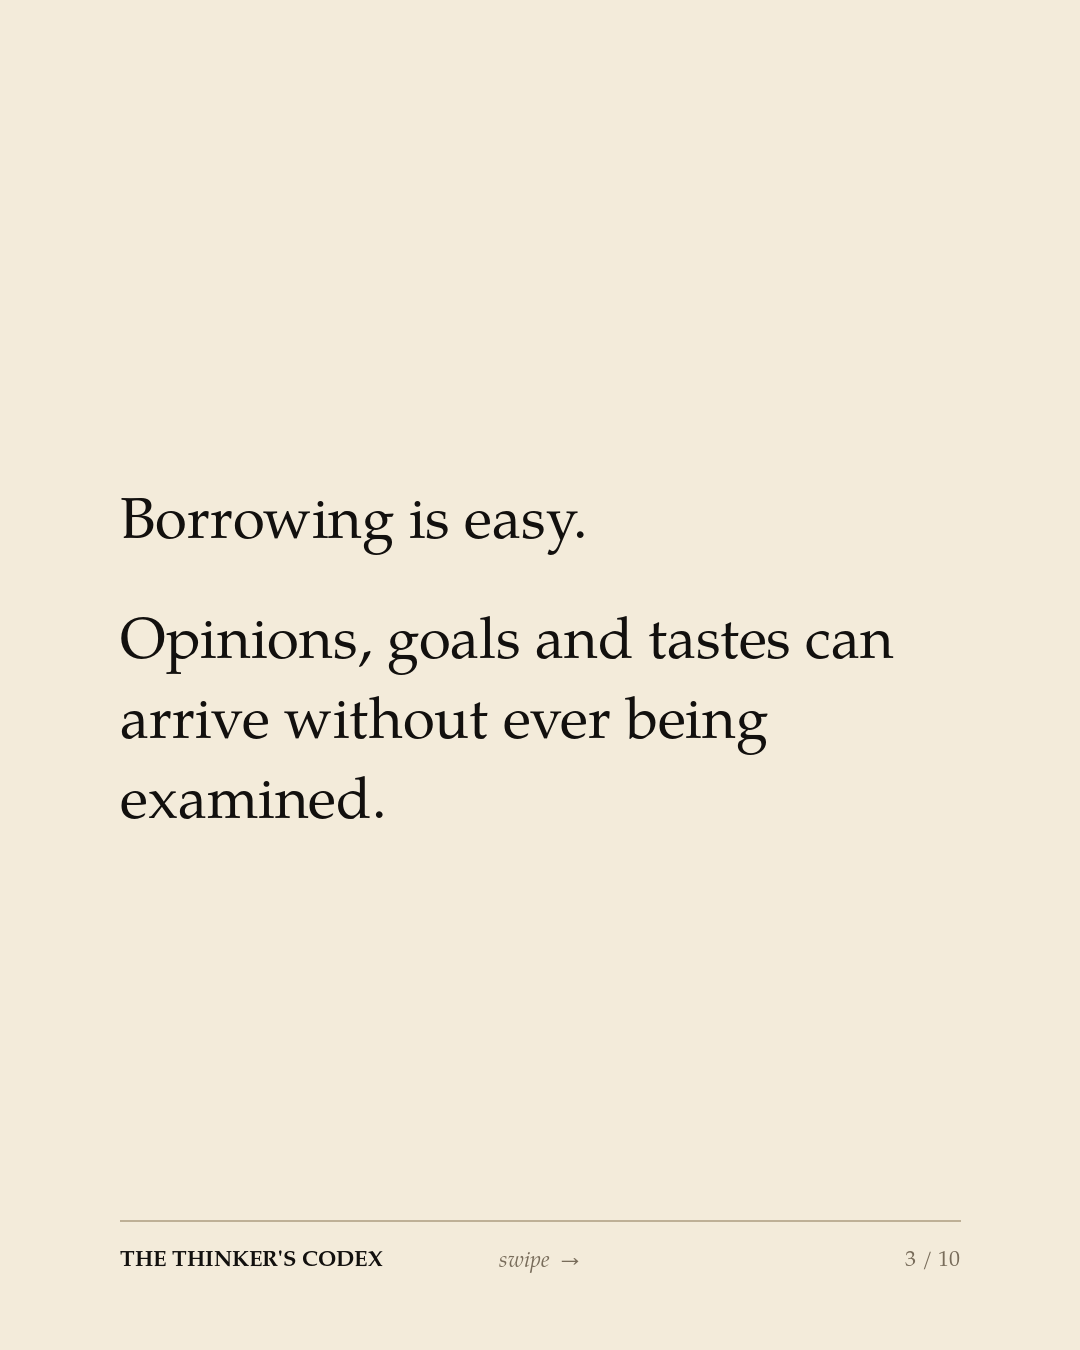 Borrowing is easy.
Opinions, goals and tastes can
arrive without ever being
examined.
THE THINKER'S CODEX
swipe →
3 / 10